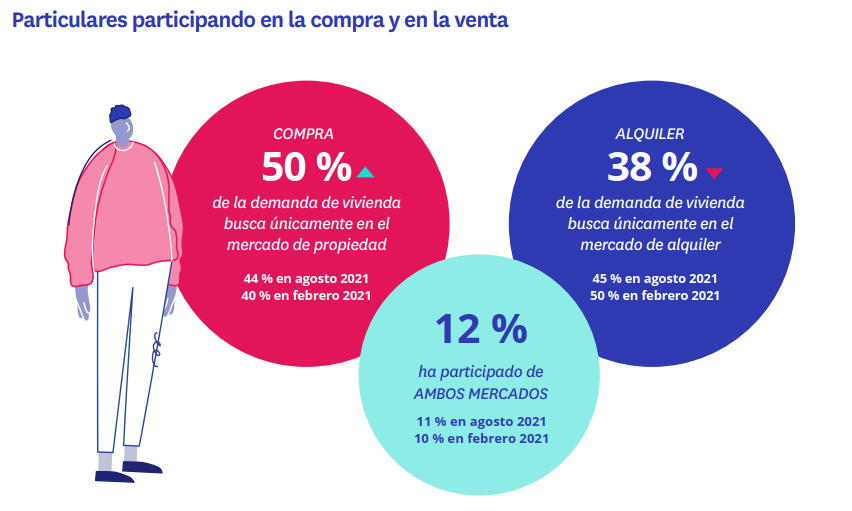 Particulares participando en la compra y en la venta
COMPRA
50 %
de la demanda de vivienda
busca únicamente en el
mercado de propiedad
44 % en agosto 2021
40 % en febrero 2021
ALQUILER
38 %
de la demanda de vivienda
busca únicamente en el
mercado de alquiler
45 % en agosto 2021
50 % en febrero 2021
12 %
ha participado de
AMBOS MERCADOS
11 % en agosto 2021
10 % en febrero 2021